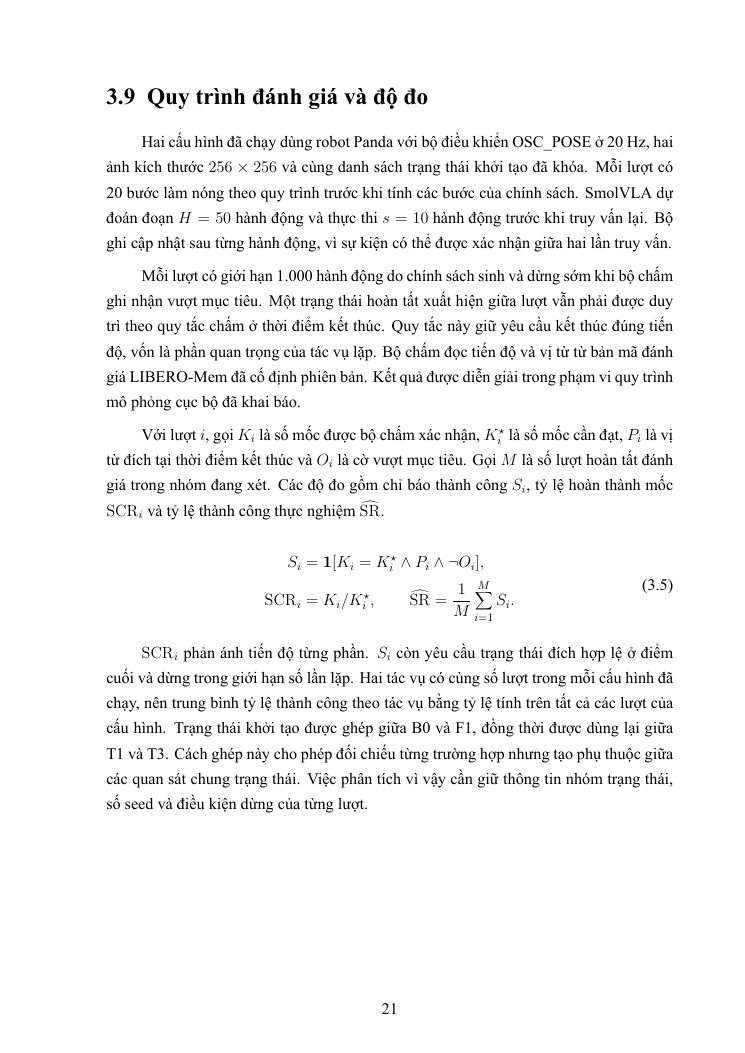 3.9 Quy trình đánh giá và độ đo
Hai cấu hình đã chạy dùng robot Panda với bộ điều khiển OSC_POSE ở 20 Hz, hai
ảnh kích thước 256 × 256 và cùng danh sách trạng thái khởi tạo đã khóa. Mỗi lượt có
20 bước làm nóng theo quy trình trước khi tính các bước của chính sách. SmolVLA dự
đoán đoạn H = 50 hành động và thực thi s = 10 hành động trước khi truy vấn lại. Bộ
ghi cập nhật sau từng hành động, vì sự kiện có thể được xác nhận giữa hai lần truy vấn.
Mỗi lượt có giới hạn 1.000 hành động do chính sách sinh và dừng sớm khi bộ chấm
ghi nhận vượt mục tiêu. Một trạng thái hoàn tất xuất hiện giữa lượt vẫn phải được duy
trì theo quy tắc chấm ở thời điểm kết thúc. Quy tắc này giữ yêu cầu kết thúc đúng tiến
độ, vốn là phần quan trọng của tác vụ lặp. Bộ chấm đọc tiến độ và vị từ từ bản mã đánh
giá LIBERO-Mem đã cố định phiên bản. Kết quả được diễn giải trong phạm vi quy trình
mô phỏng cục bộ đã khai báo.
Với lượt i, gọi Kᵢ là số mốc được bộ chấm xác nhận, Kᵢ⋆ là số mốc cần đạt, Pᵢ là vị
từ đích tại thời điểm kết thúc và Oᵢ là cờ vượt mục tiêu. Gọi M là số lượt hoàn tất đánh
giá trong nhóm đang xét. Các độ đo gồm chỉ báo thành công Sᵢ, tỷ lệ hoàn thành mốc
SCRᵢ và tỷ lệ thành công thực nghiệm \widehat{SR}.
Sᵢ = 1[Kᵢ = Kᵢ⋆ ∧ Pᵢ ∧ ¬Oᵢ],
SCRᵢ = Kᵢ/Kᵢ⋆, \widehat{SR} = \frac{1}{M} \sum_{i=1}^{M} Sᵢ. (3.5)
SCRᵢ phản ánh tiến độ từng phần. Sᵢ còn yêu cầu trạng thái đích hợp lệ ở điểm
cuối và dừng trong giới hạn số lần lặp. Hai tác vụ có cùng số lượt trong mỗi cấu hình đã
chạy, nên trung bình tỷ lệ thành công theo tác vụ bằng tỷ lệ tính trên tất cả các lượt của
cấu hình. Trạng thái khởi tạo được ghép giữa B0 và F1, đồng thời được dùng lại giữa
T1 và T3. Cách ghép này cho phép đối chiếu từng trường hợp nhưng tạo phụ thuộc giữa
các quan sát chung trạng thái. Việc phân tích vì vậy cần giữ thông tin nhóm trạng thái,
số seed và điều kiện dừng của từng lượt.
21